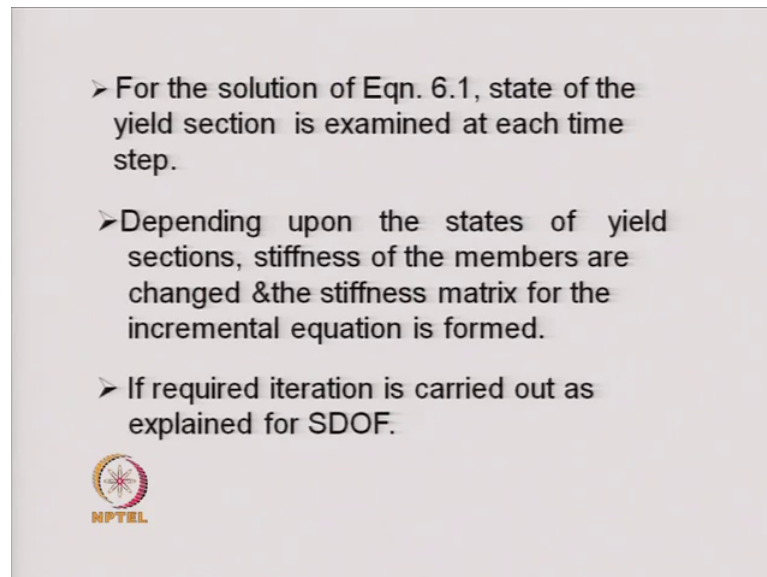 ➢ For the solution of Eqn. 6.1, state of the
yield section is examined at each time
step.
➢Depending upon the states of yield
sections, stiffness of the members are
changed &the stiffness matrix for the
incremental equation is formed.
➢ If required iteration is carried out as
explained for SDOF.
NPTEL